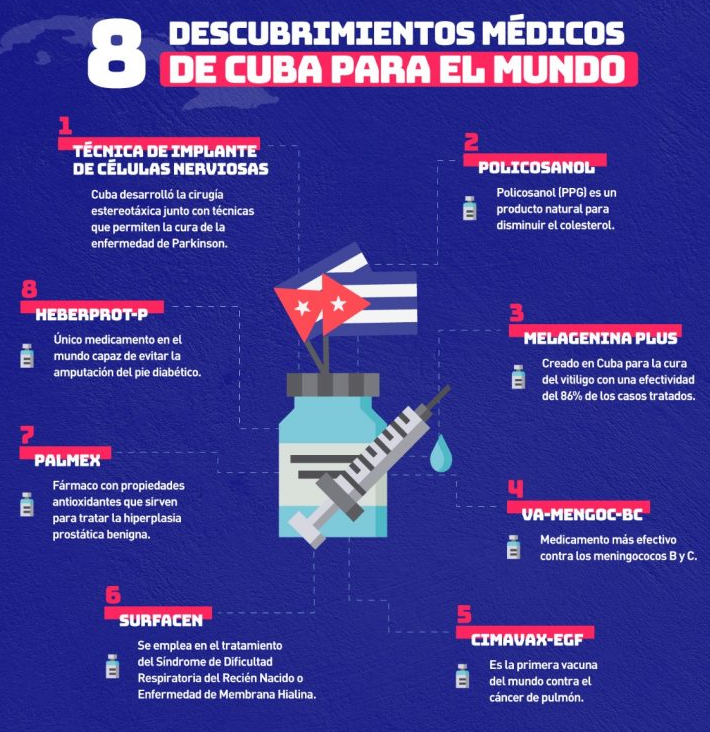 8
DESCUBRIMIENTOS MÉDICOS
DE CUBA PARA EL MUNDO
1
TÉCNICA DE IMPLANTE
DE CÉLULAS NERVIOSAS
Cuba desarrolló la cirugía
estereotáxica junto con técnicas
que permiten la cura de la
enfermedad de Parkinson.
2
POLICOSANOL
Policosanol (PPG) es un
producto natural para
disminuir el colesterol.
3
MELAGENINA PLUS
Creado en Cuba para la cura
del vitiligo con una efectividad
del 86% de los casos tratados.
4
VA-MENGOC-BC
Medicamento más efectivo
contra los meningococos B y C.
5
CIMAVAX-EGF
Es la primera vacuna
del mundo contra el
cáncer de pulmón.
6
SURFACEN
Se emplea en el tratamiento
del Síndrome de Dificultad
Respiratoria del Recién Nacido o
Enfermedad de Membrana Hialina.
7
PALMEX
Fármaco con propiedades
antioxidantes que sirven
para tratar la hiperplasia
prostática benigna.
8
HEBERPROT-P
Único medicamento en el
mundo capaz de evitar la
amputación del pie diabético.